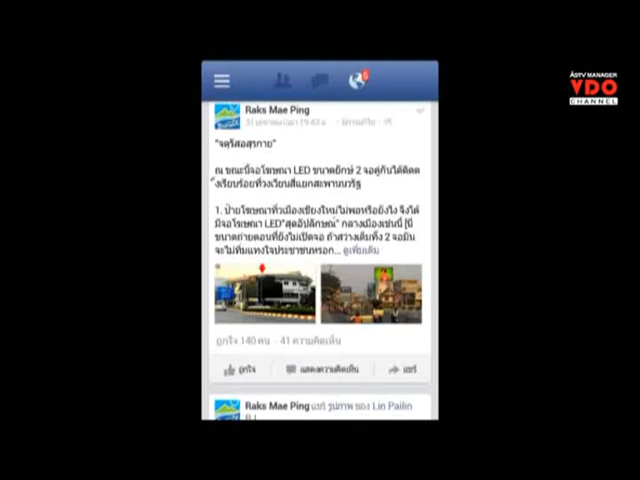 ASTV MANAGER
VDO
CHANNEL
5
Raks Mae Ping
"จตุรัสอสุรกาย"
ณ ขณะนี้จอโฆษณา LED ขนาดยักษ์ 2 จอคู่กันได้ติดต
ั้งเรียบร้อยที่วงเวียนสี่แยกสะพานนวรัฐ
1. ป้ายโฆษณาทั่วเมืองเชียงใหม่ไม่พอหรือยังไง จึงได้
มีจอโฆษณา LED"สุดอัปลักษณ์" กลางเมืองเช่นนี้ [นี่
ขนาดถ่ายตอนที่ยังไม่เปิดจอ ถ้าสว่างเต็มทั้ง 2 จอมัน
จะไม่ทิ่มแทงใจประชาชนหรอก... ดูเพิ่มเติม
ถูกใจ 140 คน · 41 ความคิดเห็น
ถูกใจ
แสดงความคิดเห็น
แชร์
Raks Mae Ping แชร์ รูปภาพ ของ Lin Pailin